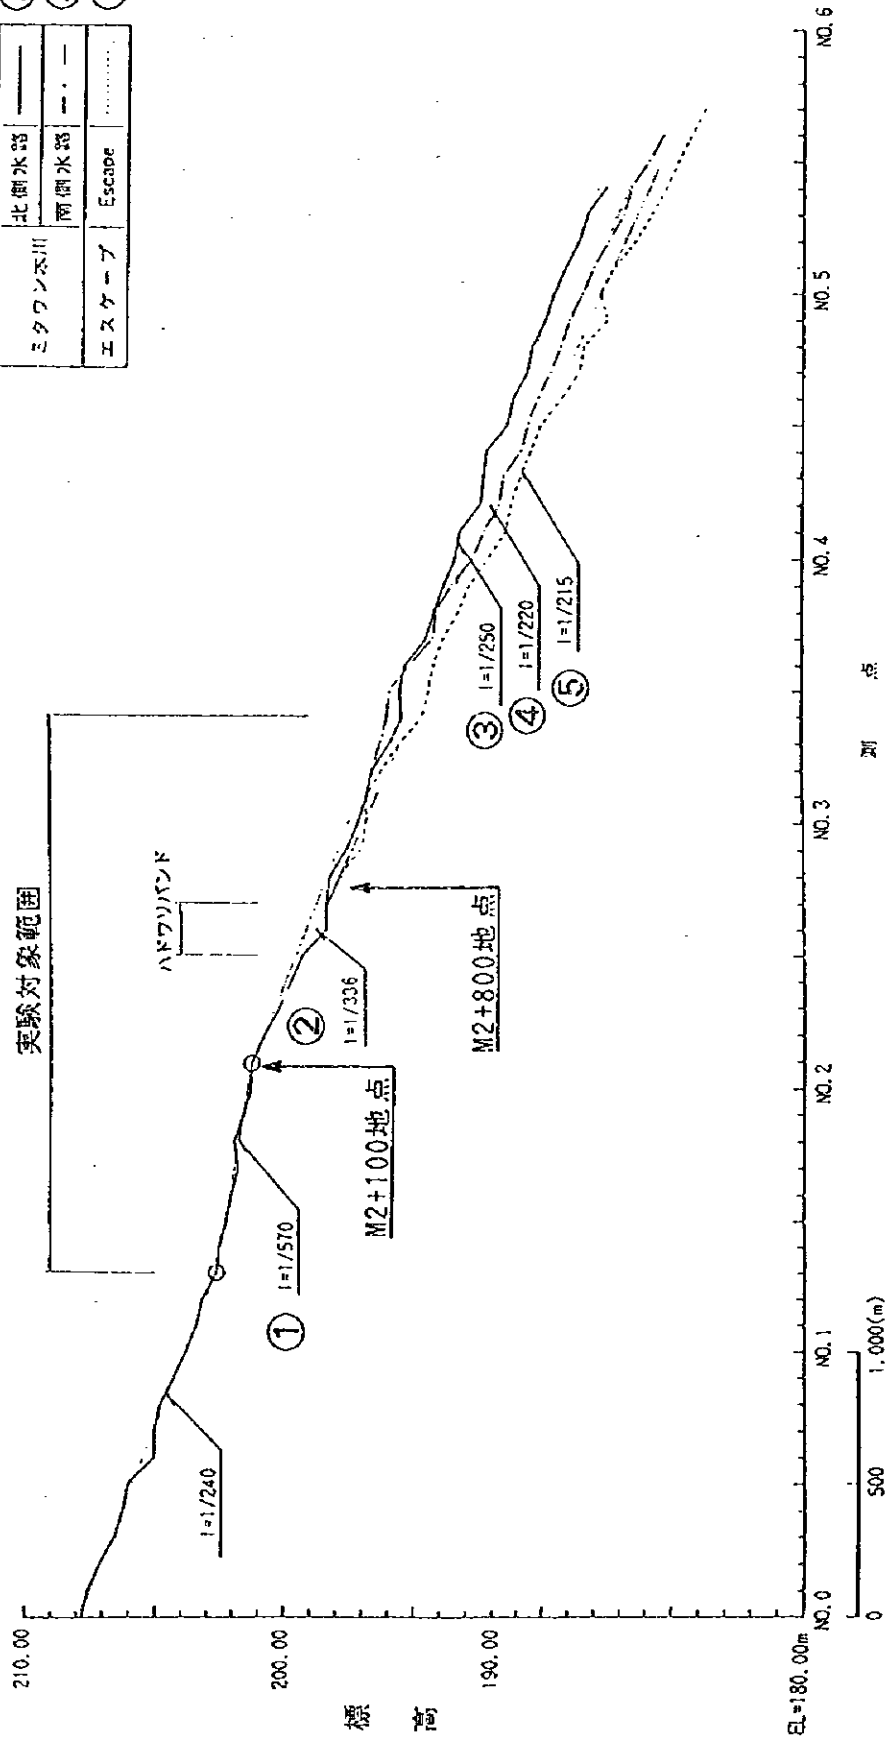 ミタワン本川
北側水路
南側水路
エスケープ Escape
実験対象範囲
ハドワリバンド
I=1/240
① I=1/570
② I=1/336
③ I=1/250
④ I=1/220
⑤ I=1/215
M2+100地点
M2+800地点
標高
210.00
200.00
190.00
EL=180.00m
NO.0 NO.1 NO.2 NO.3 NO.4 NO.5 NO.6
測点
0 500 1,000(m)